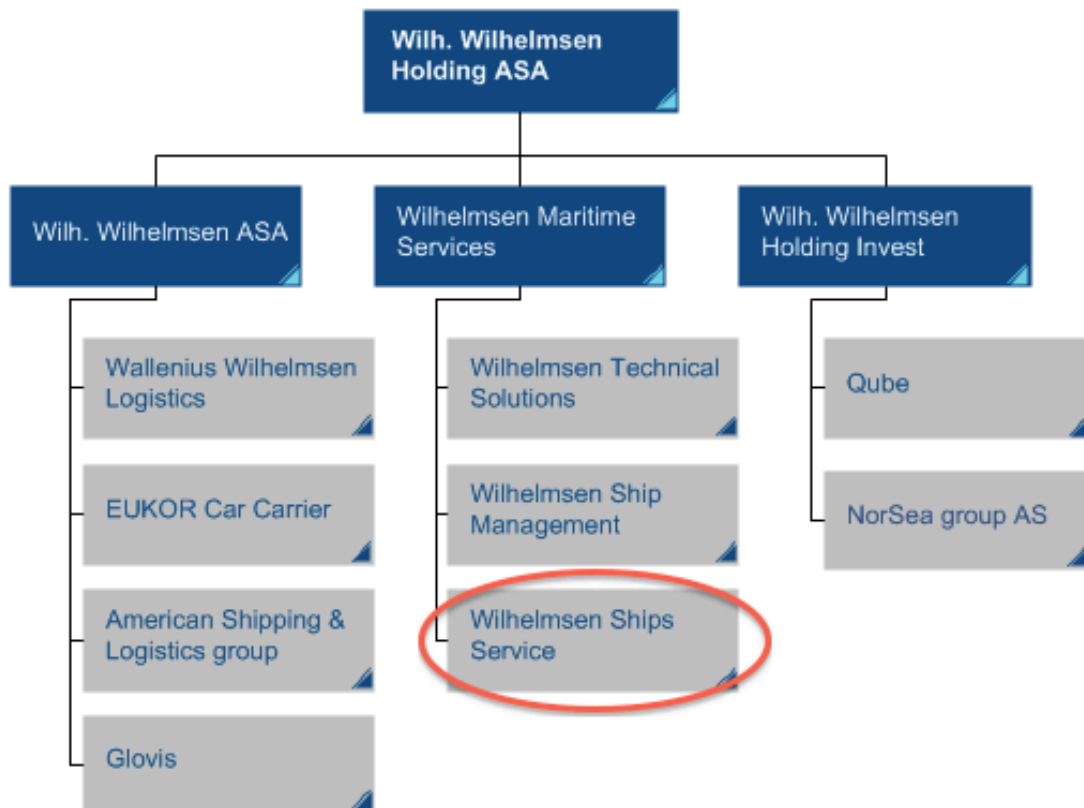 Wilh. Wilhelmsen
Holding ASA
Wilh. Wilhelmsen ASA
Wilhelmsen Maritime
Services
Wilh. Wilhelmsen
Holding Invest
Wallenius Wilhelmsen
Logistics
EUKOR Car Carrier
American Shipping &
Logistics group
Glovis
Wilhelmsen Technical
Solutions
Wilhelmsen Ship
Management
Wilhelmsen Ships
Service
Qube
NorSea group AS